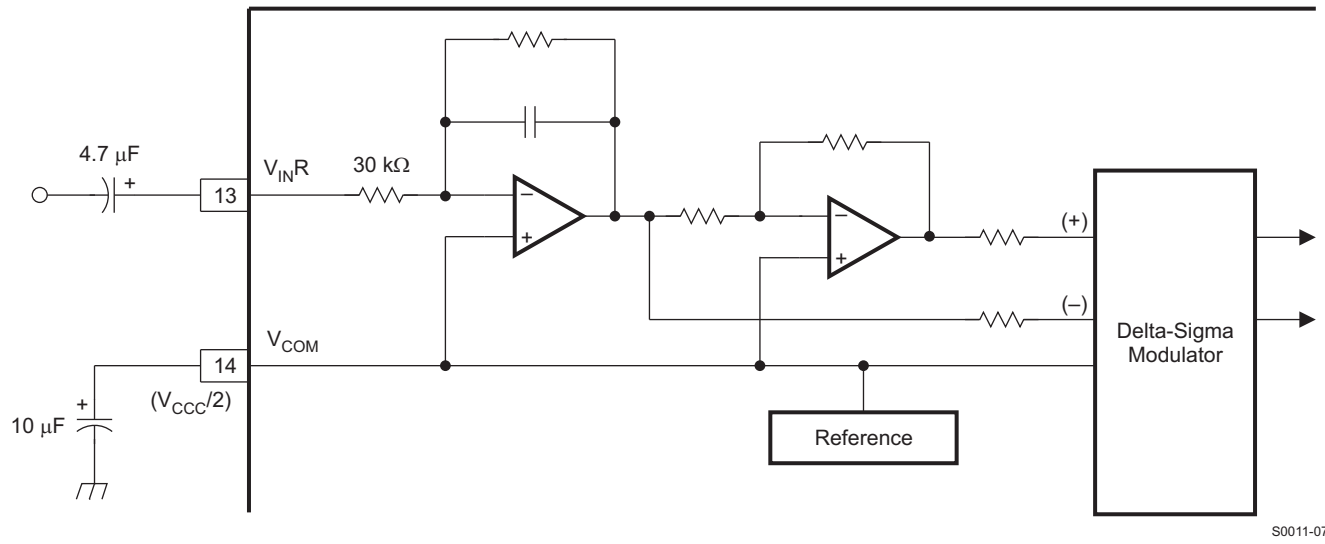 4.7 μF
+
13
V_INR
30 kΩ
−
+
−
+
(+)
(–)
Delta-Sigma
Modulator
V_COM
14
(V_CCC/2)
+
10 μF
Reference
S0011-07